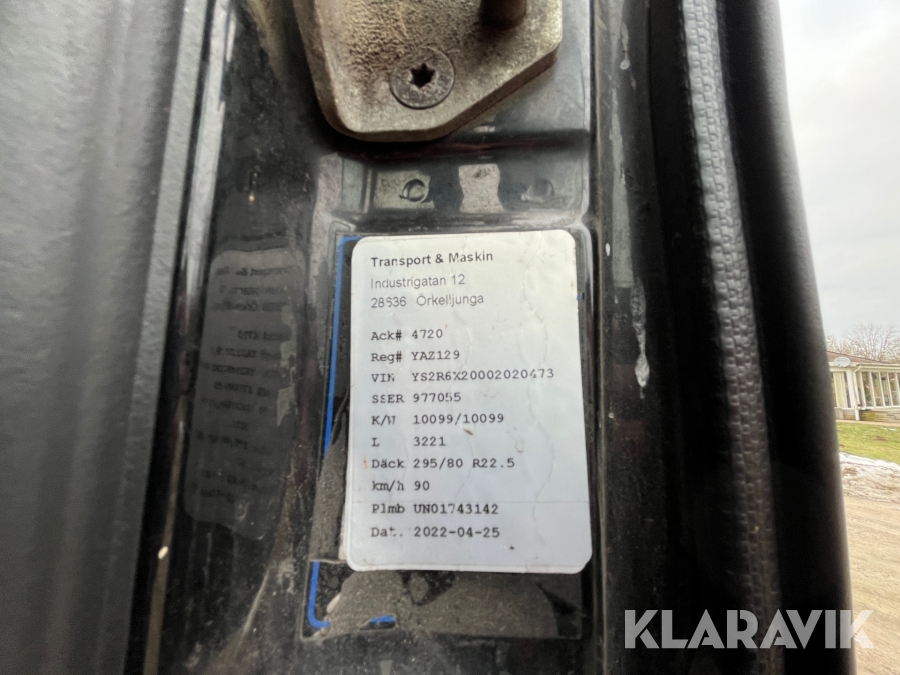 Transport & Maskin
Industrigatan 12
28636 Örkelljunga
Ack# 4720
Reg# YAZ129
VIN YS2R6X20002020473
SSER 977055
K/W 10099/10099
L 3221
Däck 295/80 R22.5
km/h 90
Plmb UN01743142
Dat. 2022-04-25
KLARAVIK